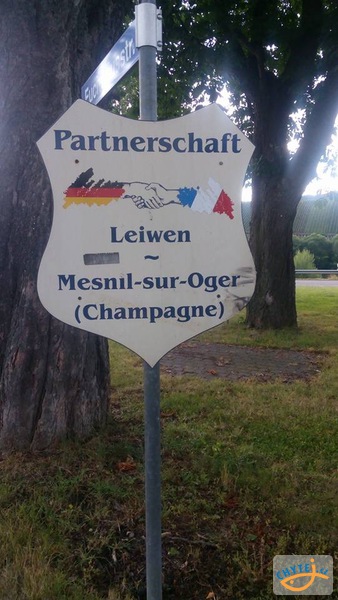 Partnerschaft
Leiwen
~
Mesnil-sur-Oger
(Champagne)